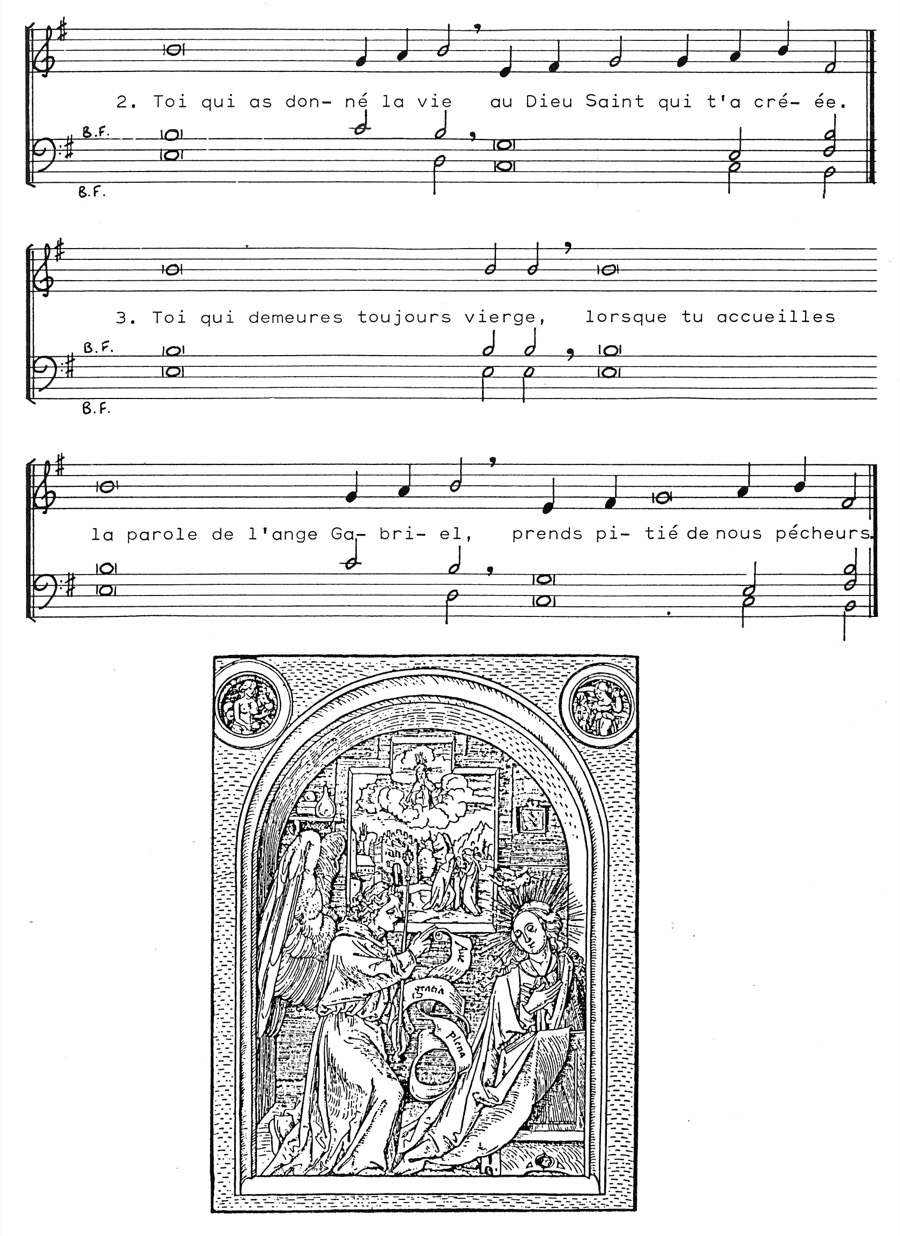 2. Toi qui as don- né la vie au Dieu Saint qui t'a cré- ée.
B.F.
B.F.
3. Toi qui demeures toujours vierge, lorsque tu accueilles
B.F.
B.F.
la parole de l'ange Ga- bri- el, prends pi- tié de nous pécheurs.
Aue
gratia
plena